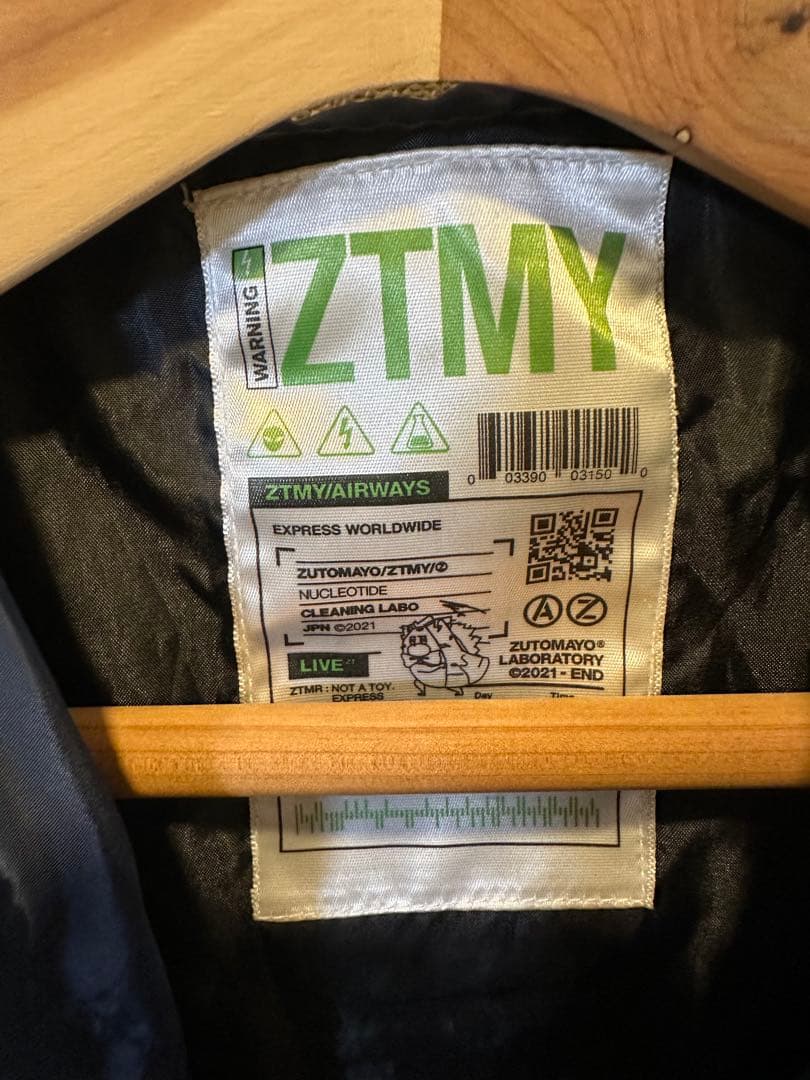 WARNING
ZTMY
0 03390 03150 0
ZTMY/AIRWAYS
EXPRESS WORLDWIDE
ZUTOMAYO/ZTMY/Ⓩ
NUCLEOTIDE
CLEANING LABO
JPN ©2021
Ⓐ Ⓩ
LIVE
ZUTOMAYO®
LABORATORY
©2021 - END
ZTMR : NOT A TOY.
EXPRESS
Day Time